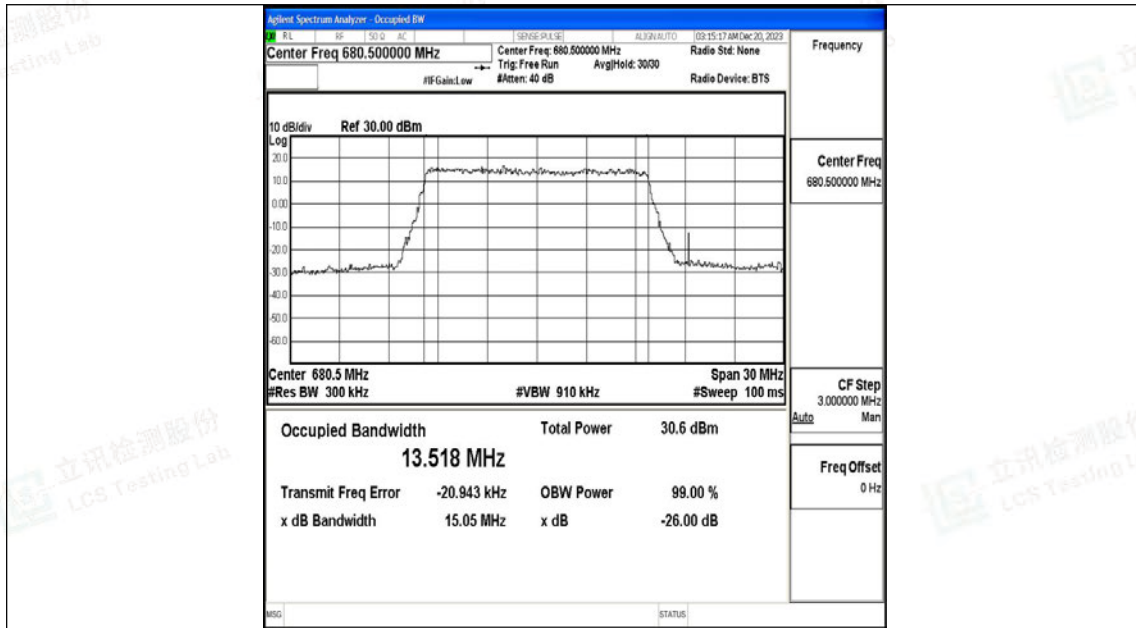 Agilent Spectrum Analyzer - Occupied BW
RL RF 50 Ω AC SENSE:PULSE ALIGNAUTO 03:15:17 AM Dec 20, 2023
Center Freq 680.500000 MHz
Center Freq: 680.500000 MHz
Radio Std: None
Trig: Free Run Avg|Hold: 30/30
#IFGain:Low
#Atten: 40 dB
Radio Device: BTS
Frequency
10 dB/div Ref 30.00 dBm
Log
20.0
10.0
0.00
-10.0
-20.0
-30.0
-40.0
-50.0
-60.0
Center 680.5 MHz
Span 30 MHz
#Res BW 300 kHz
#VBW 910 kHz
#Sweep 100 ms
Center Freq
680.500000 MHz
CF Step
3.000000 MHz
Auto Man
Freq Offset
0 Hz
Occupied Bandwidth
13.518 MHz
Total Power 30.6 dBm
Transmit Freq Error -20.943 kHz OBW Power 99.00 %
x dB Bandwidth 15.05 MHz x dB -26.00 dB
MSG STATUS
立讯检测股份
LCS Testing Lab
立讯检测股份